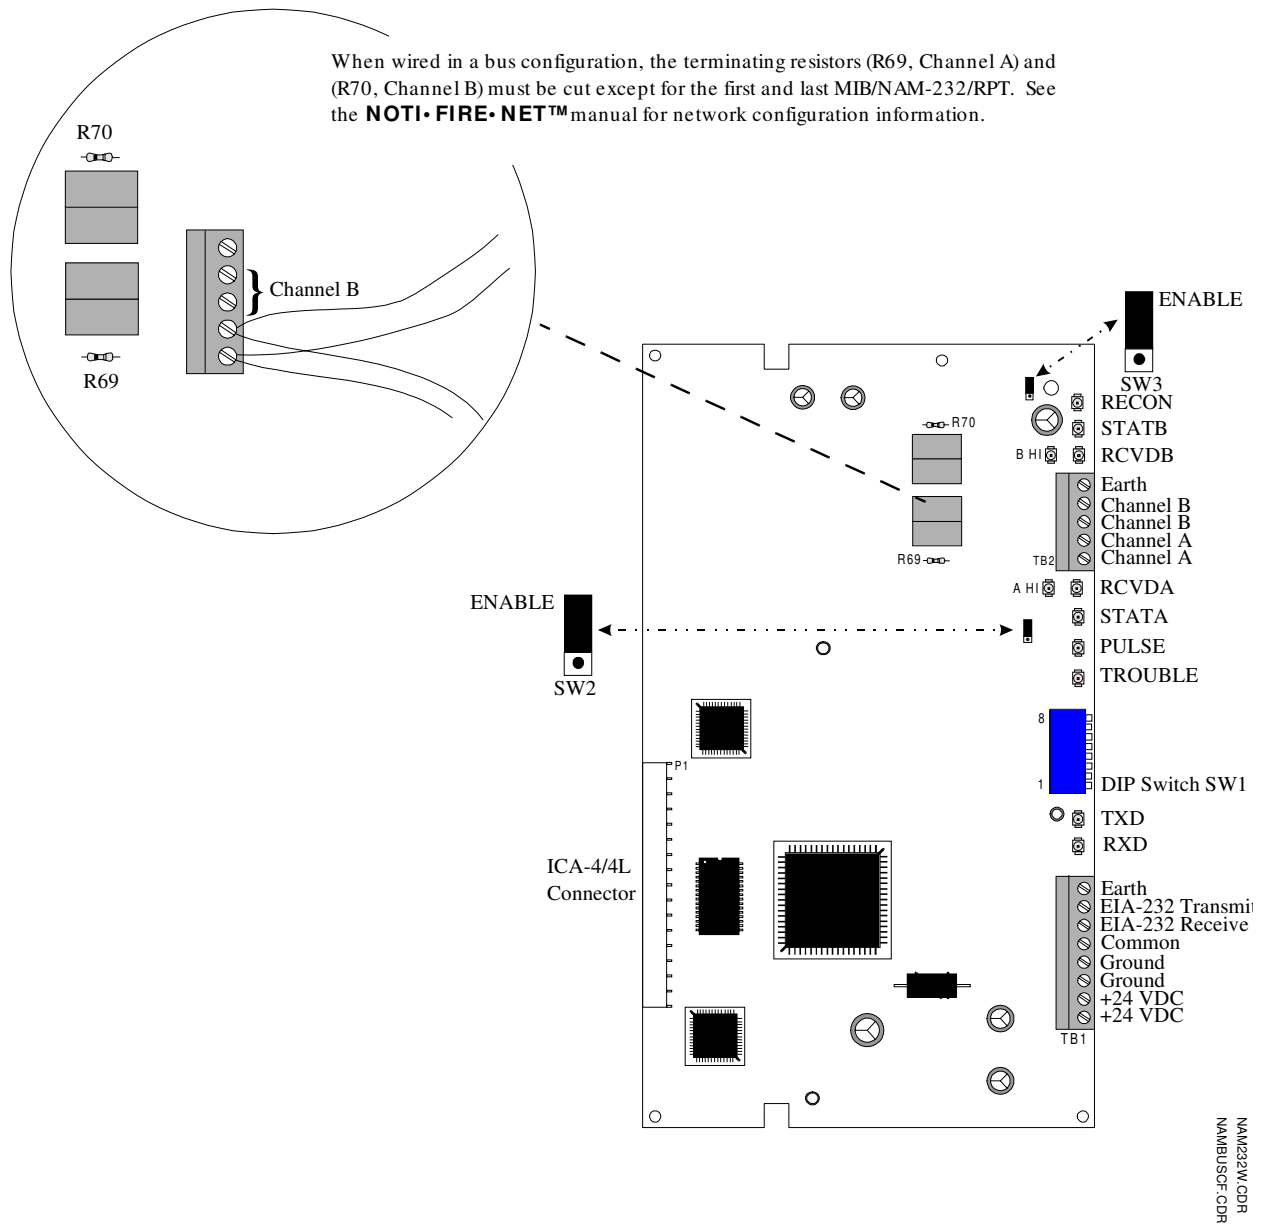 When wired in a bus configuration, the terminating resistors (R69, Channel A) and
(R70, Channel B) must be cut except for the first and last MIB/NAM-232/RPT. See
the NOTI•FIRE•NET™ manual for network configuration information.
R70
Channel B
R69
ENABLE
SW3
RECON
R70
STATB
B HI
RCVDB
Earth
Channel B
Channel B
Channel A
TB2
Channel A
R69
A HI
RCVDA
ENABLE
STATA
PULSE
TROUBLE
SW2
8
P1
1
DIP Switch SW1
TXD
RXD
ICA-4/4L
Connector
Earth
EIA-232 Transmit
EIA-232 Receive
Common
Ground
Ground
+24 VDC
+24 VDC
TB1
NAM232W.CDR
NAMBUSCF.CDR